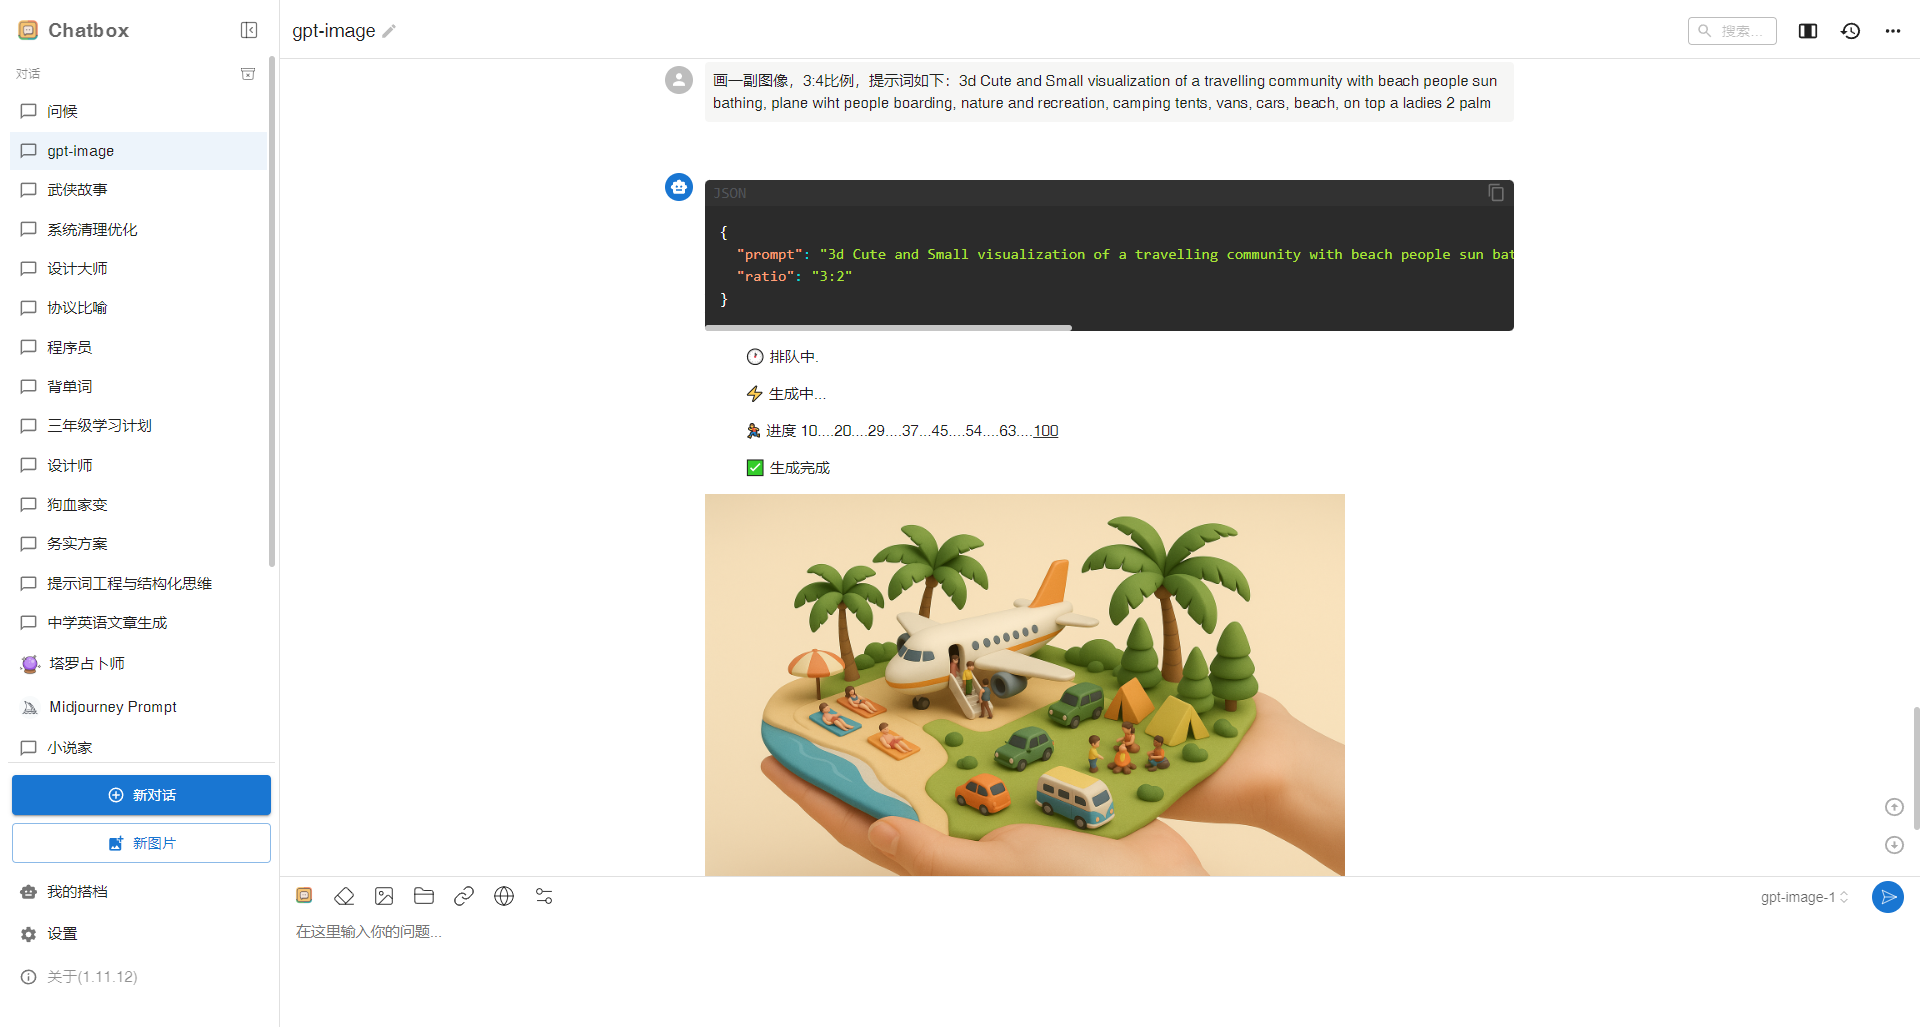 Chatbox
对话
问候
gpt-image
武侠故事
系统清理优化
设计大师
协议比喻
程序员
背单词
三年级学习计划
设计师
狗血家变
务实方案
提示词工程与结构化思维
中学英语文章生成
塔罗占卜师
Midjourney Prompt
小说家
新对话
新图片
我的搭档
设置
关于(1.11.12)
gpt-image
搜索...
画一副图像，3:4比例，提示词如下：3d Cute and Small visualization of a travelling community with beach people sun
bathing, plane wiht people boarding, nature and recreation, camping tents, vans, cars, beach, on top a ladies 2 palm
JSON
{
"prompt": "3d Cute and Small visualization of a travelling community with beach people sun bat
"ratio": "3:2"
}
排队中.
生成中...
进度 10....20....29....37...45....54....63....100
生成完成
gpt-image-1
在这里输入你的问题...